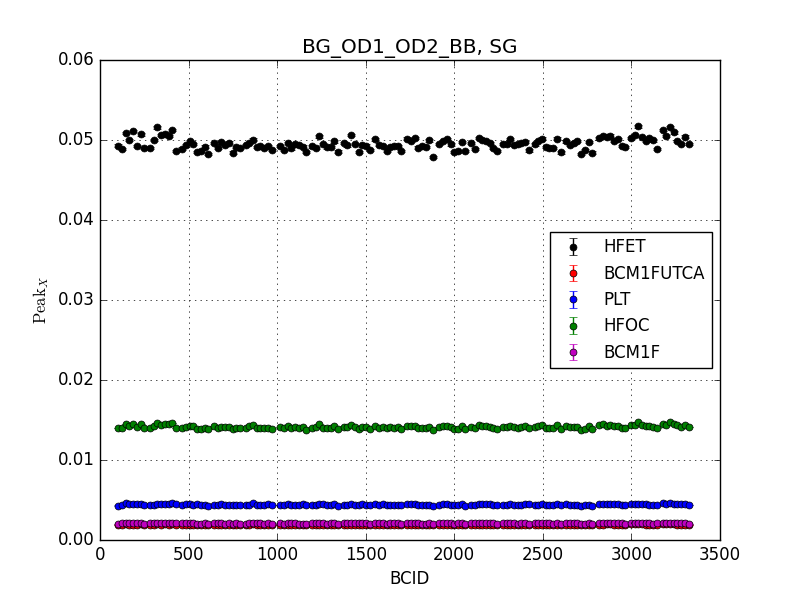 BG_OD1_OD2_BB, SG
0.06
0.05
0.04
0.03
0.02
0.01
0.00
Peak_X
HFET
BCM1FUTCA
PLT
HFOC
BCM1F
0 500 1000 1500 2000 2500 3000 3500
BCID